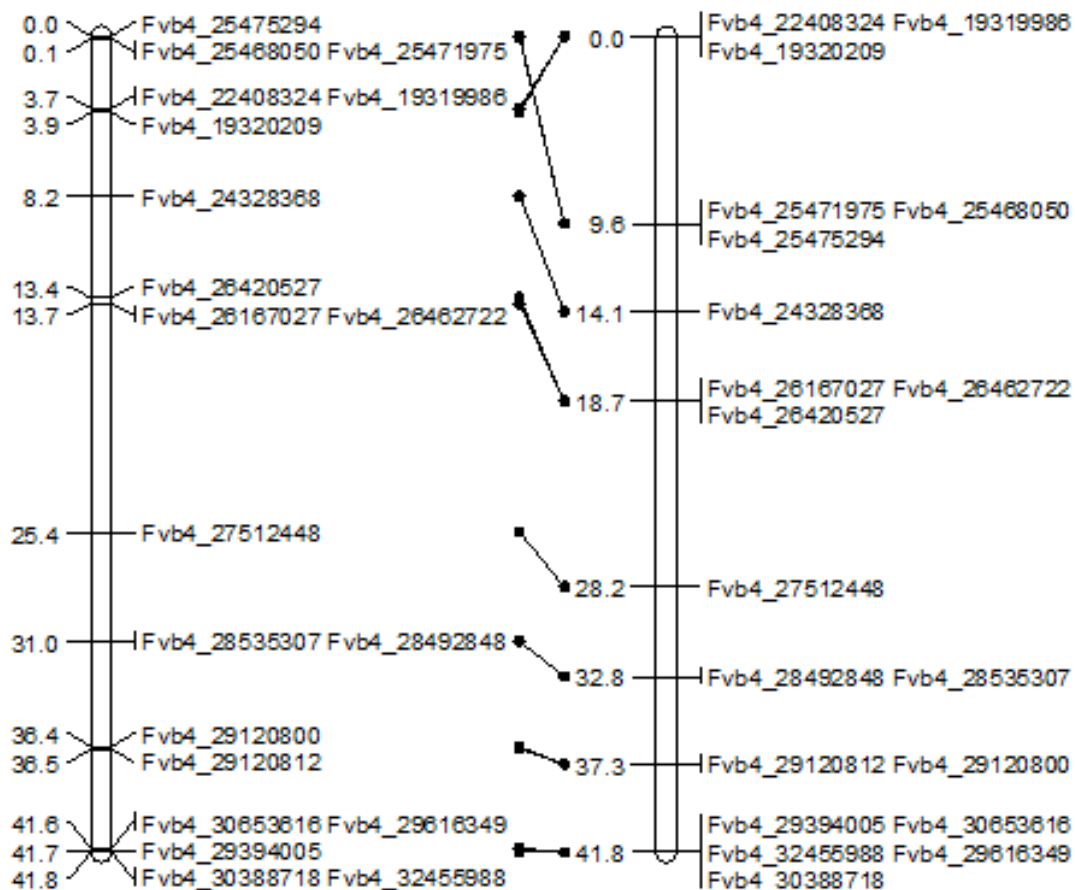 0.0 Fvb4_25475294
0.1 Fvb4_25468050 Fvb4_25471975
3.7 Fvb4_22408324 Fvb4_19319986
3.9 Fvb4_19320209
8.2 Fvb4_24328368
13.4 Fvb4_26420527
13.7 Fvb4_26167027 Fvb4_26462722
25.4 Fvb4_27512448
31.0 Fvb4_28535307 Fvb4_28492848
36.4 Fvb4_29120800
36.5 Fvb4_29120812
41.6 Fvb4_30653616 Fvb4_29616349
41.7 Fvb4_29394005
41.8 Fvb4_30388718 Fvb4_32455988
0.0 Fvb4_22408324 Fvb4_19319986
Fvb4_19320209
9.6 Fvb4_25471975 Fvb4_25468050
Fvb4_25475294
14.1 Fvb4_24328368
18.7 Fvb4_26167027 Fvb4_26462722
Fvb4_26420527
28.2 Fvb4_27512448
32.8 Fvb4_28492848 Fvb4_28535307
37.3 Fvb4_29120812 Fvb4_29120800
41.8 Fvb4_29394005 Fvb4_30653616
Fvb4_32455988 Fvb4_29616349
Fvb4_30388718